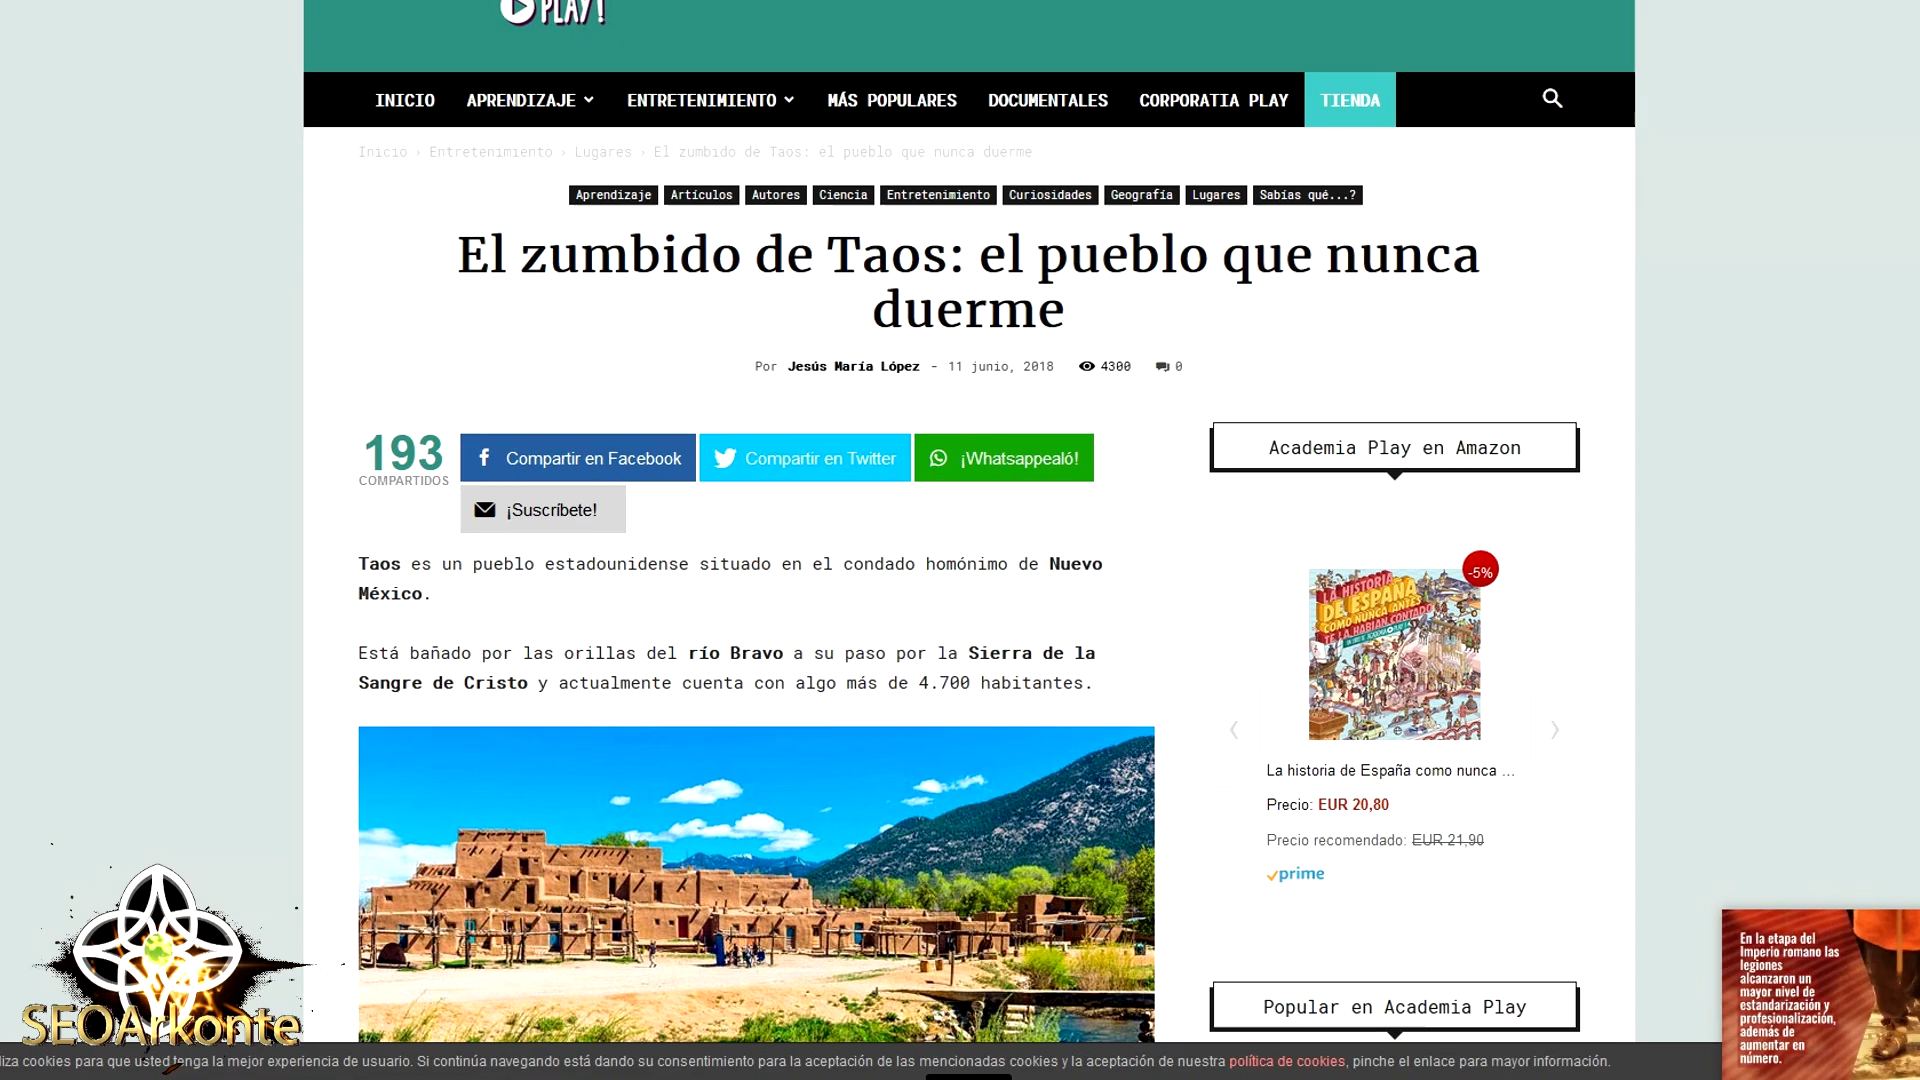 PLAY!
INICIO APRENDIZAJE ENTRETENIMIENTO MÁS POPULARES DOCUMENTALES CORPORATIA PLAY TIENDA
Inicio › Entretenimiento › Lugares › El zumbido de Taos: el pueblo que nunca duerme
Aprendizaje Artículos Autores Ciencia Entretenimiento Curiosidades Geografía Lugares Sabías qué...?
El zumbido de Taos: el pueblo que nunca
duerme
Por Jesús María López - 11 junio, 2018 4300 0
193
COMPARTIDOS
Compartir en Facebook
Compartir en Twitter
¡Whatsappealó!
¡Suscríbete!
Taos es un pueblo estadounidense situado en el condado homónimo de Nuevo
México.
Está bañado por las orillas del río Bravo a su paso por la Sierra de la
Sangre de Cristo y actualmente cuenta con algo más de 4.700 habitantes.
Academia Play en Amazon
-5%
LA HISTORIA
DE ESPAÑA
COMO NUNCA ANTES
TE LA HABÍAN CONTADO
La historia de España como nunca ...
Precio: EUR 20,80
Precio recomendado: EUR 21,90
prime
Popular en Academia Play
En la etapa del
Imperio romano las
legiones
alcanzaron un
mayor nivel de
estandarización y
profesionalización,
además de
aumentar en
número.
SEOArkonte
liza cookies para que usted tenga la mejor experiencia de usuario. Si continúa navegando está dando su consentimiento para la aceptación de las mencionadas cookies y la aceptación de nuestra política de cookies, pinche el enlace para mayor información.